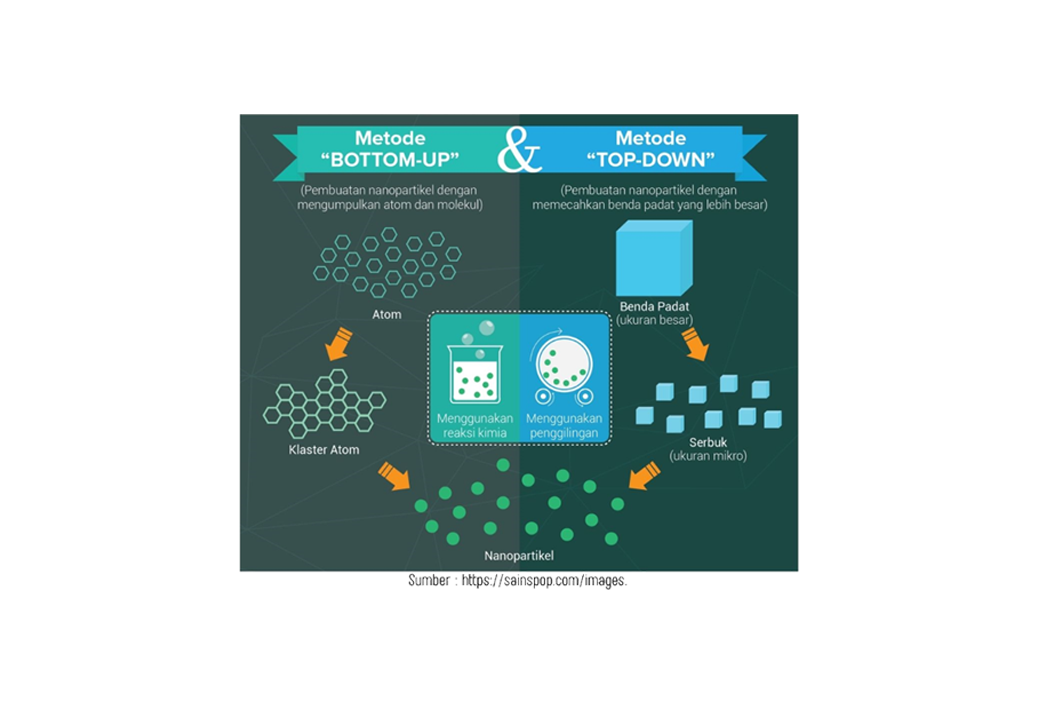 Metode
“BOTTOM-UP”
&
Metode
“TOP-DOWN”
(Pembuatan nanopartikel dengan
mengumpulkan atom dan molekul)
(Pembuatan nanopartikel dengan
memecahkan benda padat yang lebih besar)
Atom
Benda Padat
(ukuran besar)
Menggunakan
reaksi kimia
Menggunakan
penggilingan
Klaster Atom
Serbuk
(ukuran mikro)
Nanopartikel
Sumber : https://sainspop.com/images.